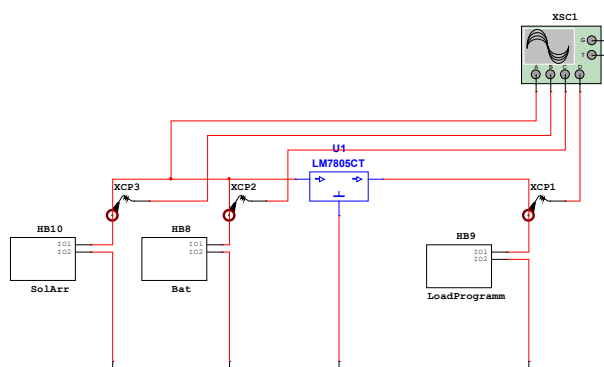 XSC1
G
T
A B C D
U1
LM7805CT
XCP3
XCP2
XCP1
HB10
IO1
IO2
SolArr
HB8
IO1
IO2
Bat
HB9
IO1
IO2
LoadProgramm